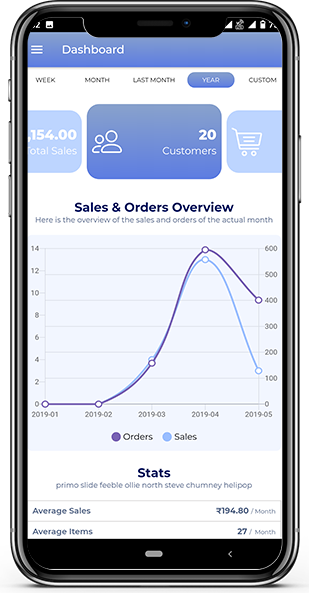 Dashboard
WEEK MONTH LAST MONTH YEAR CUSTOM
,154.00
Total Sales
20
Customers
Sales & Orders Overview
Here is the overview of the sales and orders of the actual month
14 600
12 500
10
8 400
6 300
4 200
2 100
0 0
2019-01 2019-02 2019-03 2019-04 2019-05
Orders Sales
Stats
primo slide feeble ollie north steve chumney helipop
Average Sales ₹194.80 / Month
Average Items 27 / Month